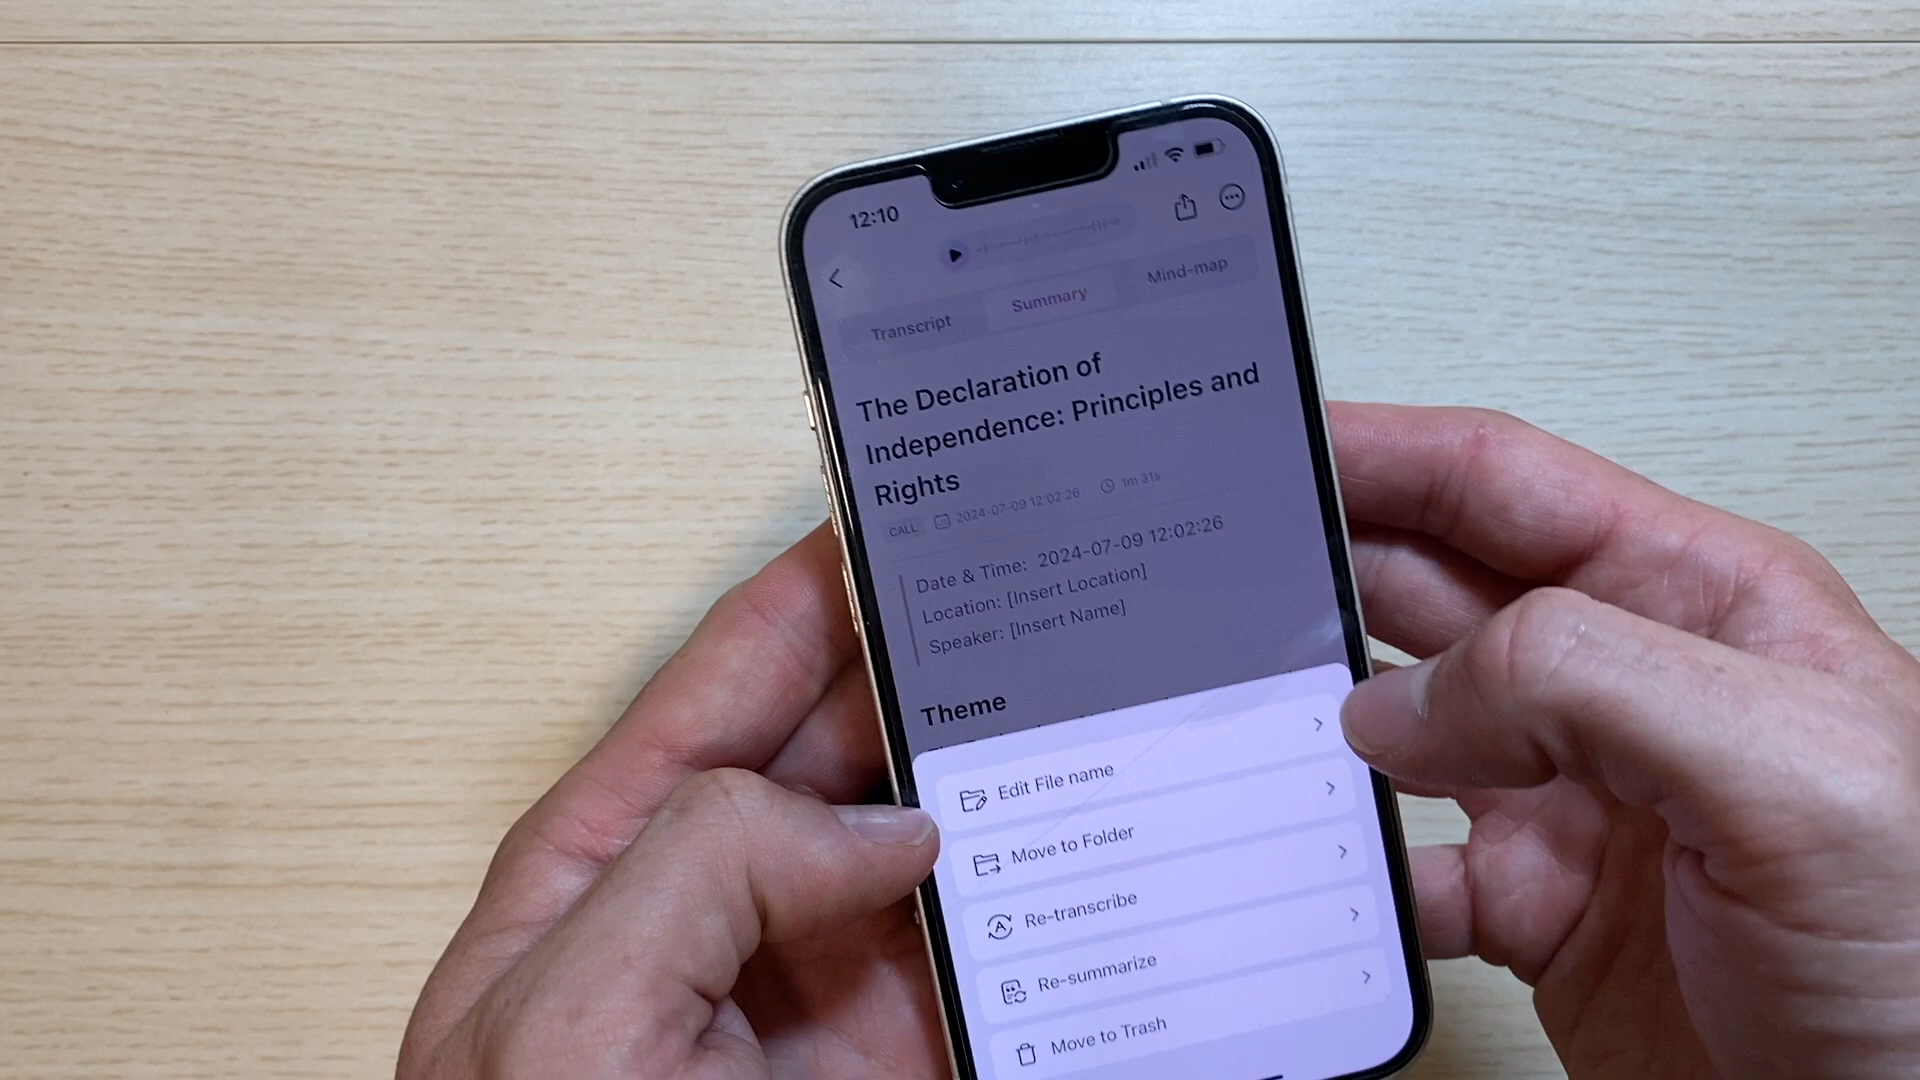 12:10
Transcript
Summary
Mind-map
The Declaration of
Independence: Principles and
Rights
CALL 2024-07-09 12:02:26 1m 31s
Date & Time: 2024-07-09 12:02:26
Location: [Insert Location]
Speaker: [Insert Name]
Theme
Edit File name
Move to Folder
Re-transcribe
Re-summarize
Move to Trash